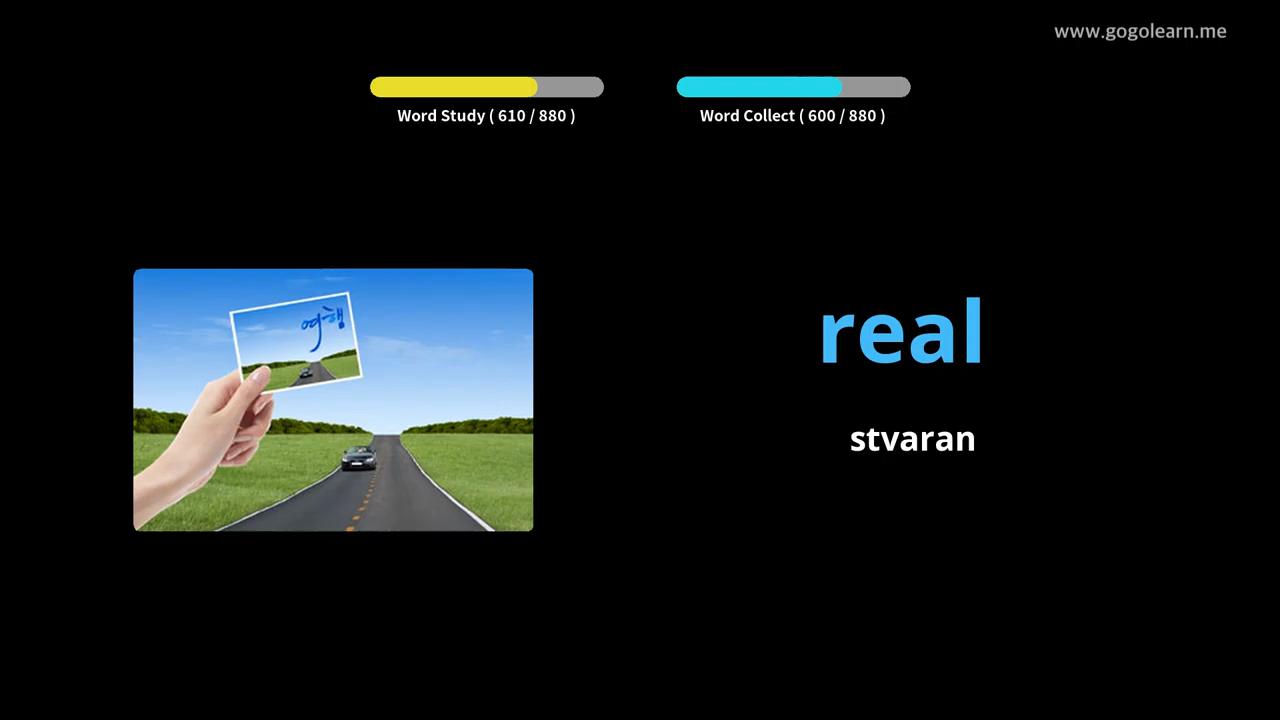 www.gogolearn.me
Word Study ( 610 / 880 )
Word Collect ( 600 / 880 )
여행
real
stvaran